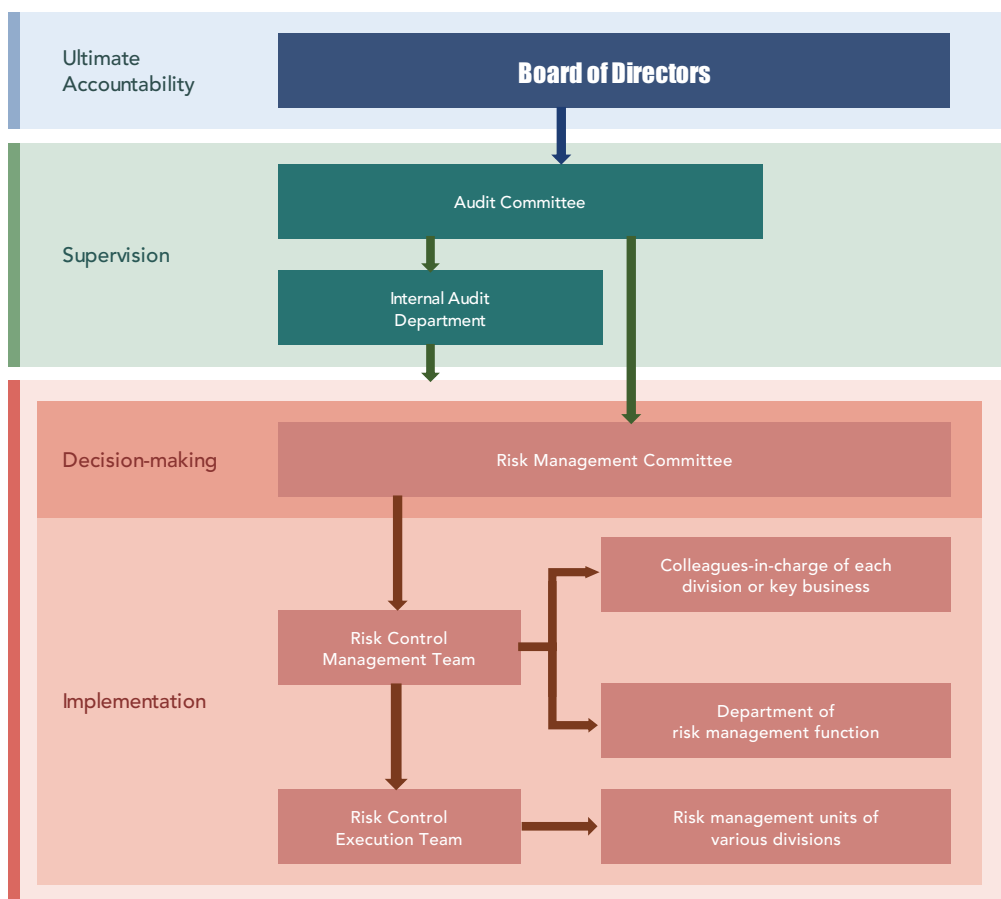 Ultimate
Accountability
Board of Directors
Supervision
Audit Committee
Internal Audit
Department
Decision-making
Risk Management Committee
Implementation
Colleagues-in-charge of each
division or key business
Risk Control
Management Team
Department of
risk management function
Risk Control
Execution Team
Risk management units of
various divisions